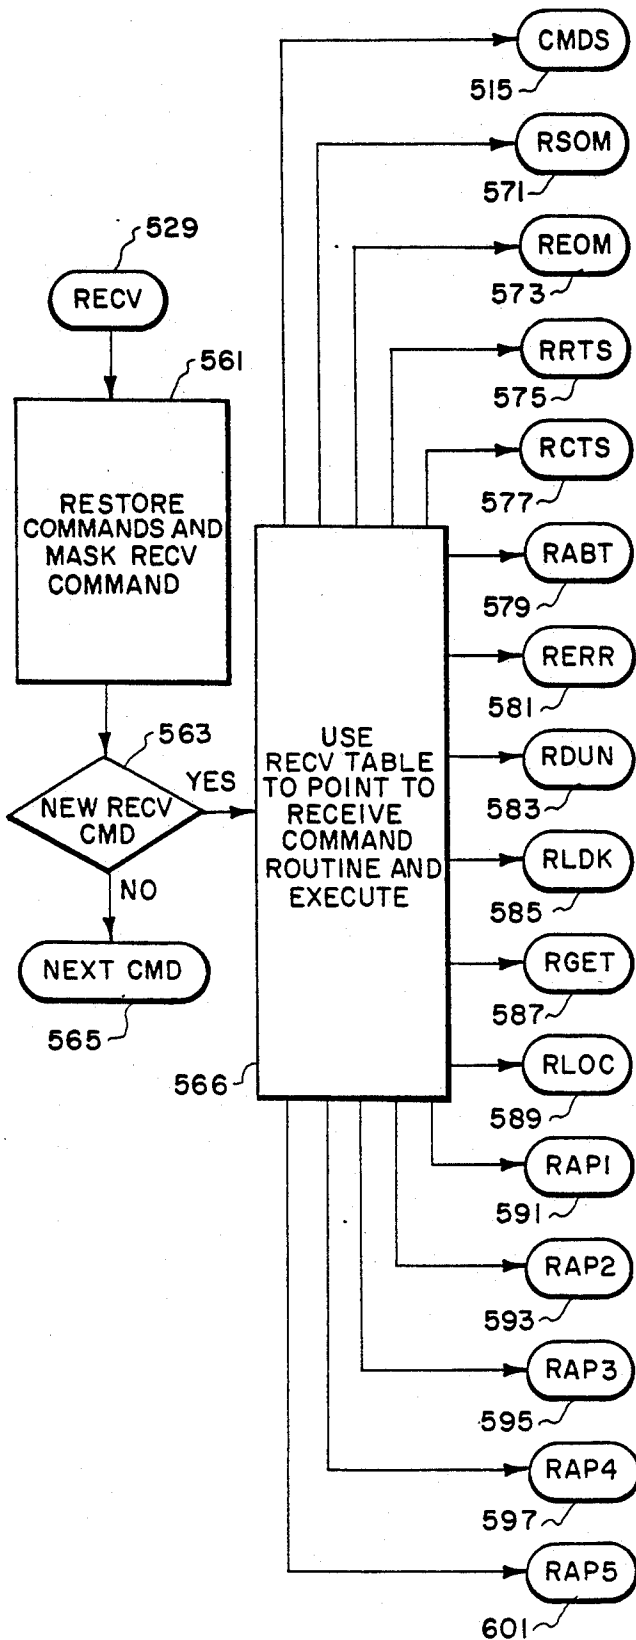 CMDS
515
RSOM
571
REOM
573
RRTS
575
RCTS
577
529
RECV
561
RESTORE
COMMANDS AND
MASK RECV
COMMAND
563
NEW RECV
CMD
YES
NO
NEXT CMD
565
USE
RECV TABLE
TO POINT TO
RECEIVE
COMMAND
ROUTINE AND
EXECUTE
566
RABT
579
RERR
581
RDUN
583
RLDK
585
RGET
587
RLOC
589
RAP1
591
RAP2
593
RAP3
595
RAP4
597
RAP5
601